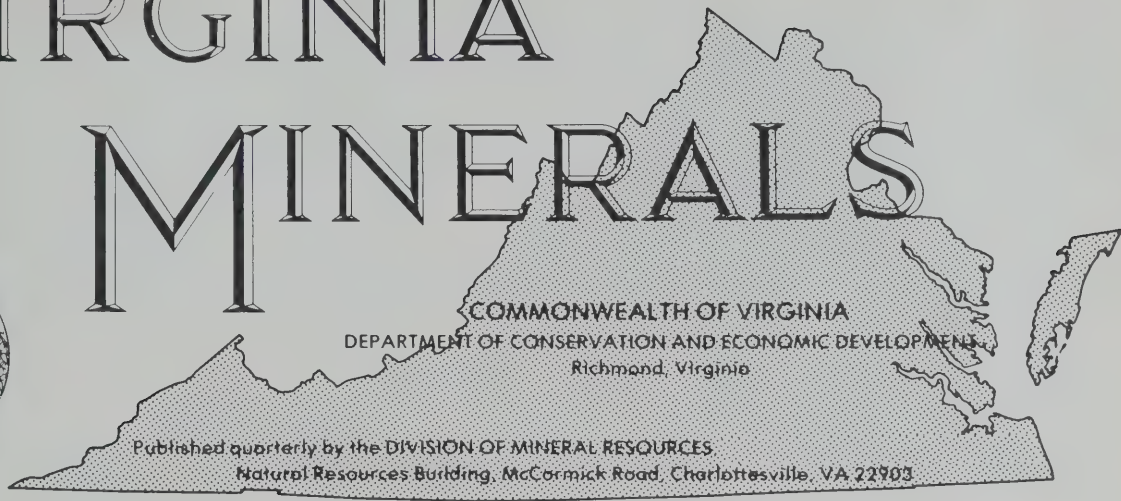 IRGINIA
MINERALS
COMMONWEALTH OF VIRGINIA
DEPARTMENT OF CONSERVATION AND ECONOMIC DEVELOPMENT
Richmond, Virginia
Published quarterly by the DIVISION OF MINERAL RESOURCES
Natural Resources Building, McCormick Road, Charlottesville, VA 22903